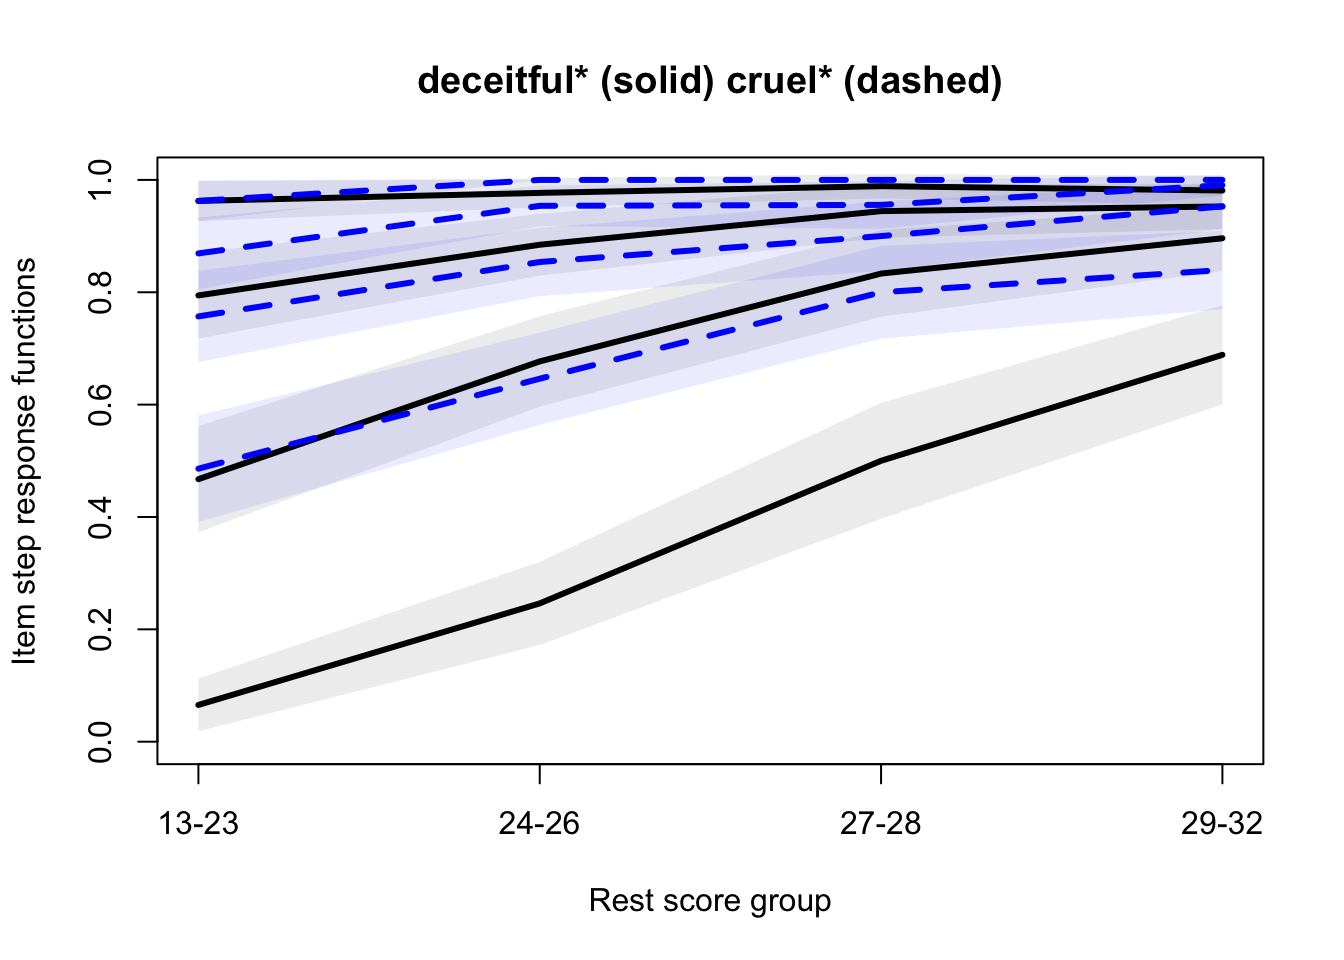 deceitful* (solid) cruel* (dashed)
Item step response functions
1.0
0.8
0.6
0.4
0.2
0.0
13-23 24-26 27-28 29-32
Rest score group